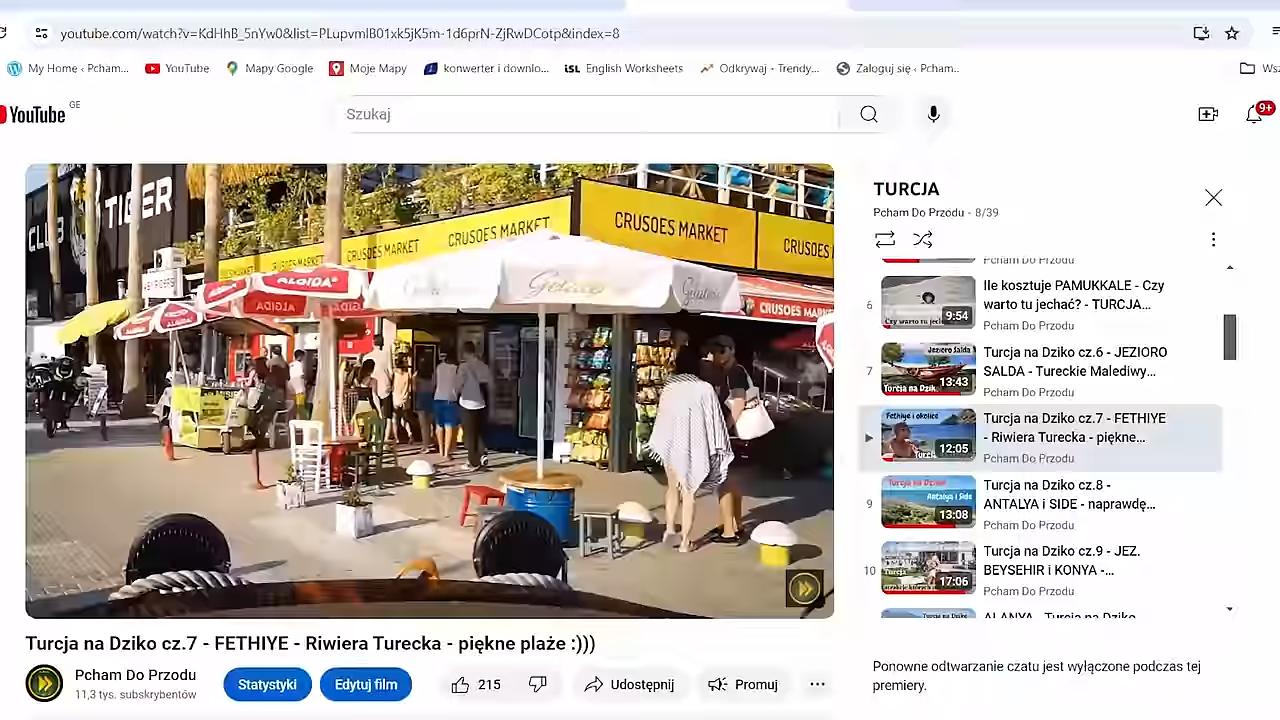 youtube.com/watch?v=KdHhB_5nYw0&list=PLupvmlB01xk5jK5m-1d6prN-ZjRwDCotp&index=8
My Home ‹ Pcham... YouTube Mapy Google Moje Mapy konwerter i downlo... iSL English Worksheets Odkrywaj - Trendy... Zaloguj się ‹ Pcham...
YouTube GE
Szukaj
9+
CLUB TIGER
CRUSOES MARKET
CRUSOES MARKET
CRUSOES MARKET
CRUSOES MARKET
CRUSOES
CRUSOES MARKET
ALGIDA
ALGIDA
TURCJA
Pcham Do Przodu - 8/39
Pcham Do Przodu
6
9:54
Ile kosztuje PAMUKKALE - Czy
warto tu jechać? - TURCJA...
Pcham Do Przodu
7
Jezioro Salda
13:43
Turcja na Dziko cz.6 - JEZIORO
SALDA - Tureckie Malediwy...
Pcham Do Przodu
Fethiye i okolice
12:05
Turcja na Dziko cz.7 - FETHIYE
- Riwiera Turecka - piękne...
Pcham Do Przodu
9
Turcja na Dziko
Antalya i Side
13:08
Turcja na Dziko cz.8 -
ANTALYA i SIDE - naprawdę...
Pcham Do Przodu
10
Turcja
17:06
Turcja na Dziko cz.9 - JEZ.
BEYSEHIR i KONYA -...
Pcham Do Przodu
ALANYA - Turcja na Dziko
Turcja na Dziko cz.7 - FETHIYE - Riwiera Turecka - piękne plaże :)))
Pcham Do Przodu
11,3 tys. subskrybentów
Statystyki
Edytuj film
215
Udostępnij
Promuj
Ponowne odtwarzanie czatu jest wyłączone podczas tej
premiery.